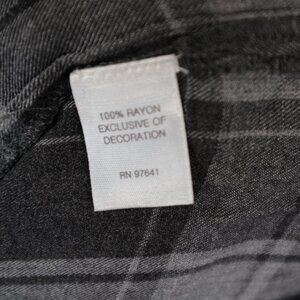 100% RAYON
EXCLUSIVE OF
DECORATION
RN 97641